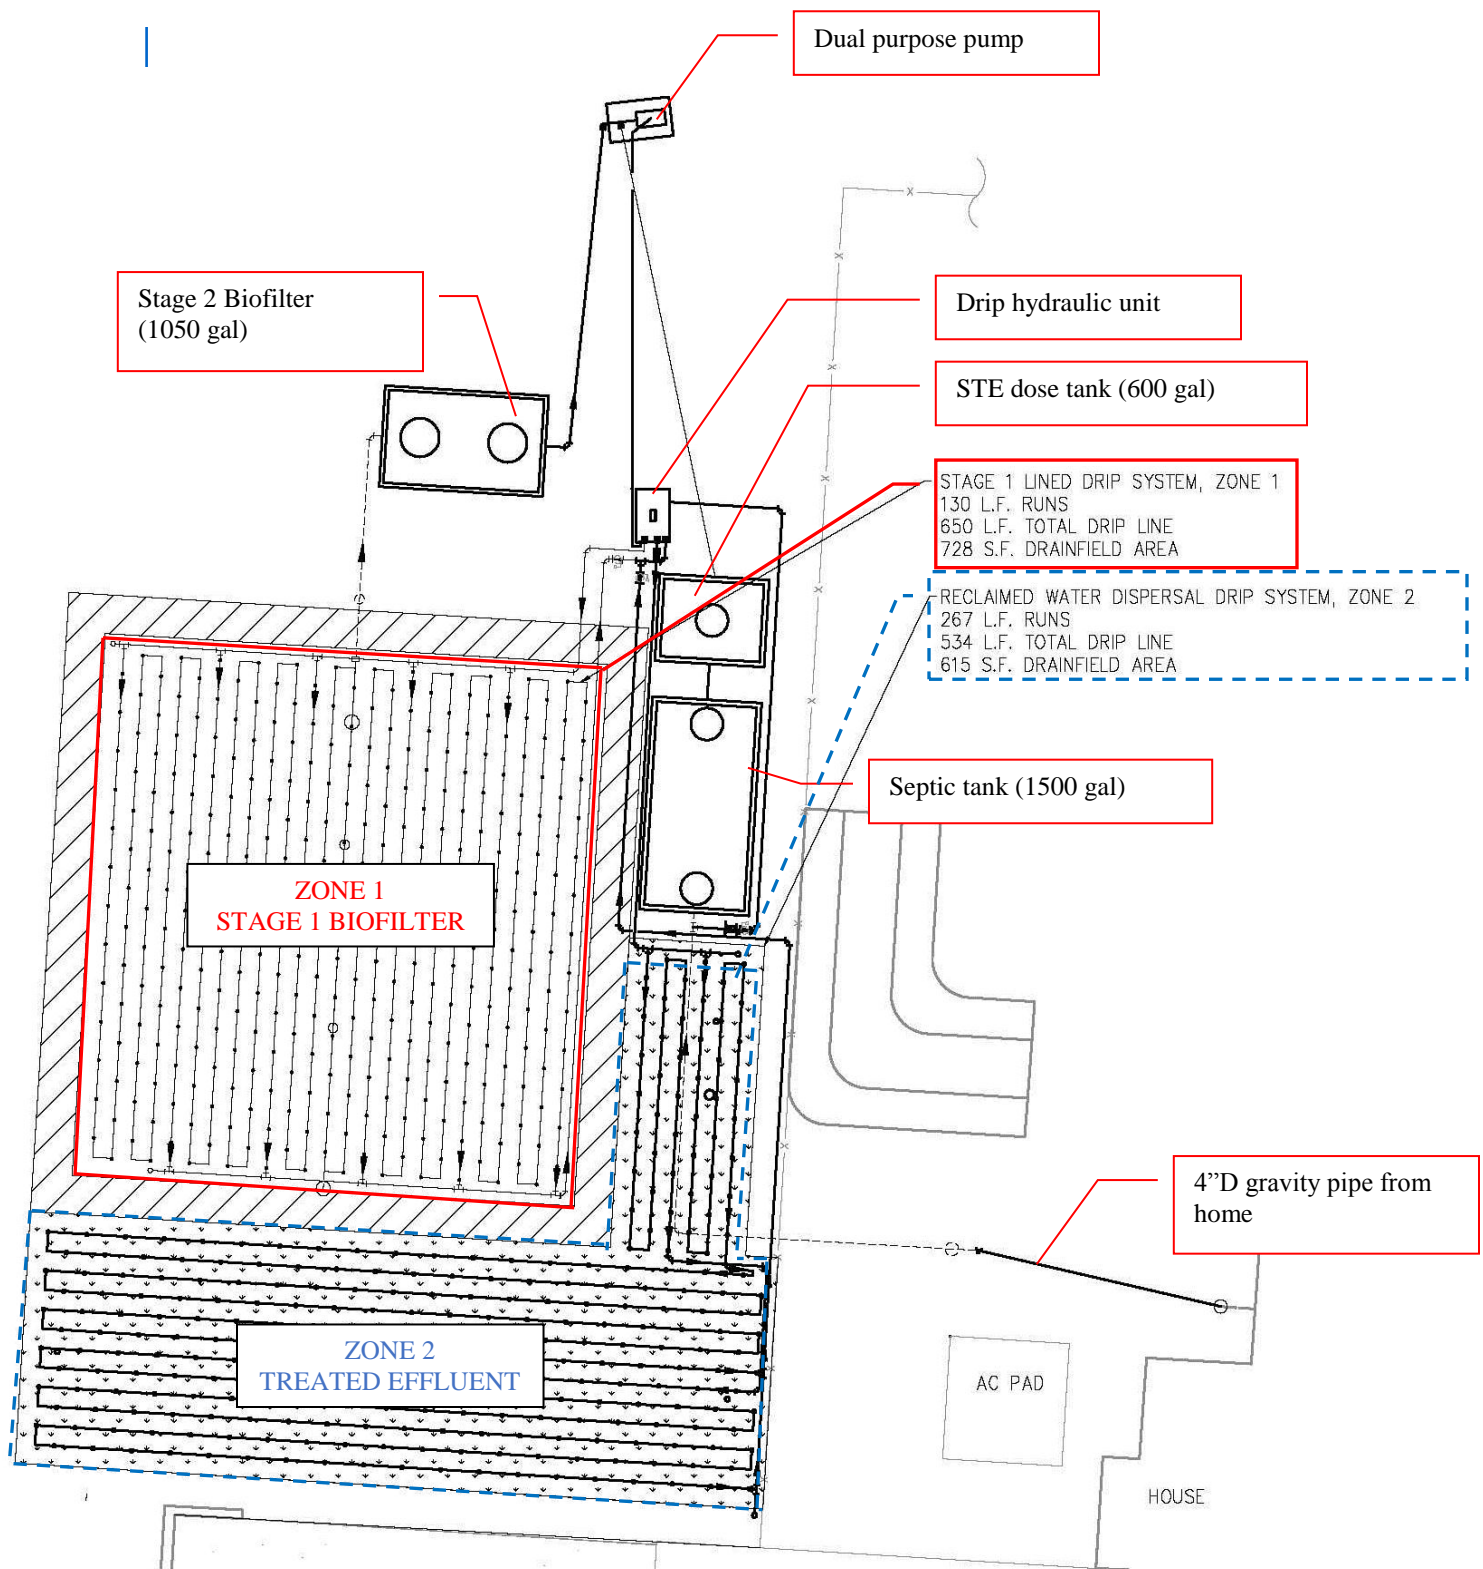 Dual purpose pump
Stage 2 Biofilter
(1050 gal)
Drip hydraulic unit
STE dose tank (600 gal)
STAGE 1 LINED DRIP SYSTEM, ZONE 1
130 L.F. RUNS
650 L.F. TOTAL DRIP LINE
728 S.F. DRAINFIELD AREA
RECLAIMED WATER DISPERSAL DRIP SYSTEM, ZONE 2
267 L.F. RUNS
534 L.F. TOTAL DRIP LINE
615 S.F. DRAINFIELD AREA
Septic tank (1500 gal)
ZONE 1
STAGE 1 BIOFILTER
4”D gravity pipe from
home
ZONE 2
TREATED EFFLUENT
AC PAD
HOUSE